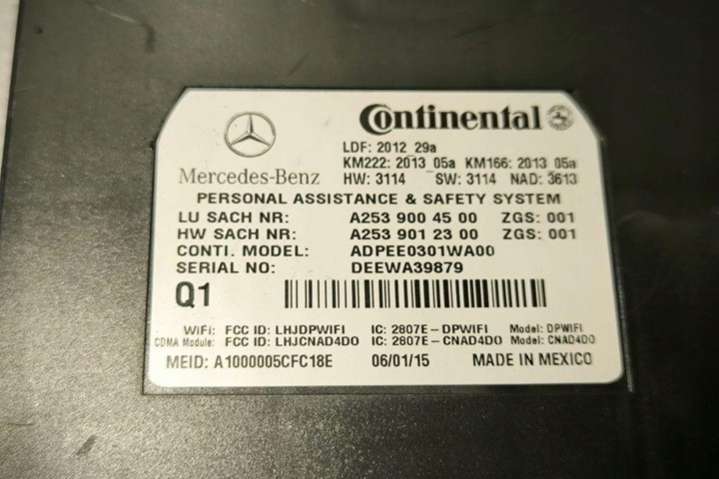 Continental
Mercedes-Benz
LDF: 2012 29a
KM222: 2013 05a KM166: 2013 05a
HW: 3114 SW: 3114 NAD: 3613
PERSONAL ASSISTANCE & SAFETY SYSTEM
LU SACH NR: A253 900 45 00 ZGS: 001
HW SACH NR: A253 901 23 00 ZGS: 001
CONTI. MODEL: ADPEE0301WA00
SERIAL NO: DEEWA39879
Q1
WiFi: FCC ID: LHJDPWIFI IC: 2807E-DPWIFI Model: DPWIFI
CDMA Module: FCC ID: LHJCNAD4DO IC: 2807E-CNAD4DO Model: CNAD4DO
MEID: A1000005CFC18E 06/01/15 MADE IN MEXICO